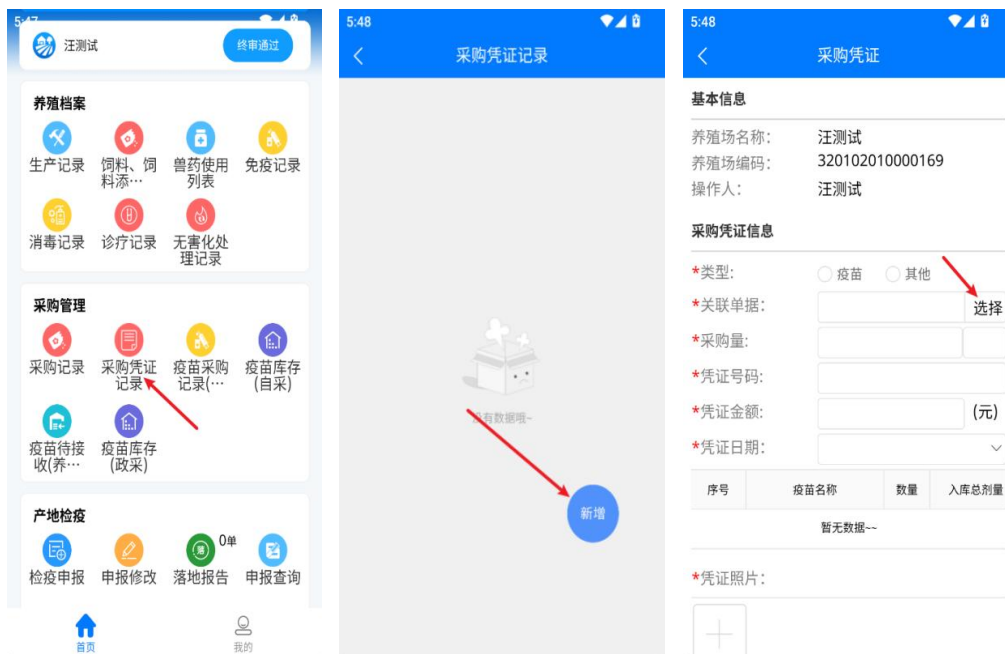 5:47
汪测试
终审通过
养殖档案
生产记录
饲料、饲
料添…
兽药使用
列表
免疫记录
消毒记录
诊疗记录
无害化处
理记录
采购管理
采购记录
采购凭证
记录
疫苗采购
记录(…
疫苗库存
(自采)
疫苗待接
收(养…
疫苗库存
(政采)
产地检疫
检疫申报
申报修改
落地报告
0单
申报查询
首页
我的
5:48
采购凭证记录
没有数据哦~
新增
5:48
采购凭证
基本信息
养殖场名称： 汪测试
养殖场编码： 320102010000169
操作人： 汪测试
采购凭证信息
*类型: 疫苗 其他
*关联单据： 选择
*采购量:
*凭证号码:
*凭证金额: (元)
*凭证日期：
序号 疫苗名称 数量 入库总剂量
暂无数据~~
*凭证照片：